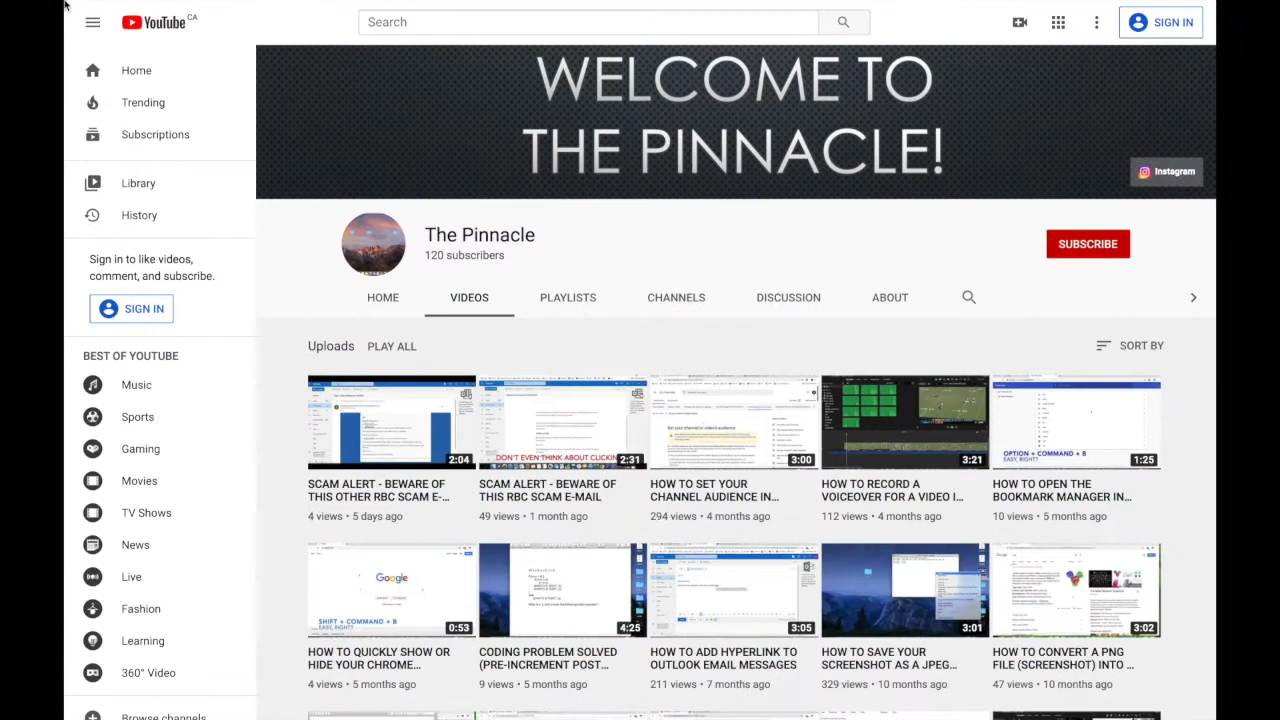 YouTube CA
Search
SIGN IN
Home
Trending
Subscriptions
Library
History
Sign in to like videos,
comment, and subscribe.
SIGN IN
BEST OF YOUTUBE
Music
Sports
Gaming
Movies
TV Shows
News
Live
Fashion
Learning
360° Video
Browse channels
WELCOME TO
THE PINNACLE!
Instagram
The Pinnacle
120 subscribers
SUBSCRIBE
HOME
VIDEOS
PLAYLISTS
CHANNELS
DISCUSSION
ABOUT
Uploads
PLAY ALL
SORT BY
2:04
DON'T EVEN THINK ABOUT CLICKIN
2:31
Set your channel's audience
3:00
3:21
OPTION + COMMAND + B
EASY, RIGHT?
1:25
SCAM ALERT - BEWARE OF
THIS OTHER RBC SCAM E-...
4 views • 5 days ago
SCAM ALERT - BEWARE OF
THIS RBC SCAM E-MAIL
49 views • 1 month ago
HOW TO SET YOUR
CHANNEL AUDIENCE IN...
294 views • 4 months ago
HOW TO RECORD A
VOICEOVER FOR A VIDEO I...
112 views • 4 months ago
HOW TO OPEN THE
BOOKMARK MANAGER IN...
10 views • 5 months ago
Google
SHIFT + COMMAND + B
EASY, RIGHT?
0:53
4:25
3:05
3:01
Google
3:02
HOW TO QUICKLY SHOW OR
HIDE YOUR CHROME...
4 views • 5 months ago
CODING PROBLEM SOLVED
(PRE-INCREMENT POST...
9 views • 5 months ago
HOW TO ADD HYPERLINK TO
OUTLOOK EMAIL MESSAGES
211 views • 7 months ago
HOW TO SAVE YOUR
SCREENSHOT AS A JPEG...
329 views • 10 months ago
HOW TO CONVERT A PNG
FILE (SCREENSHOT) INTO ...
47 views • 10 months ago